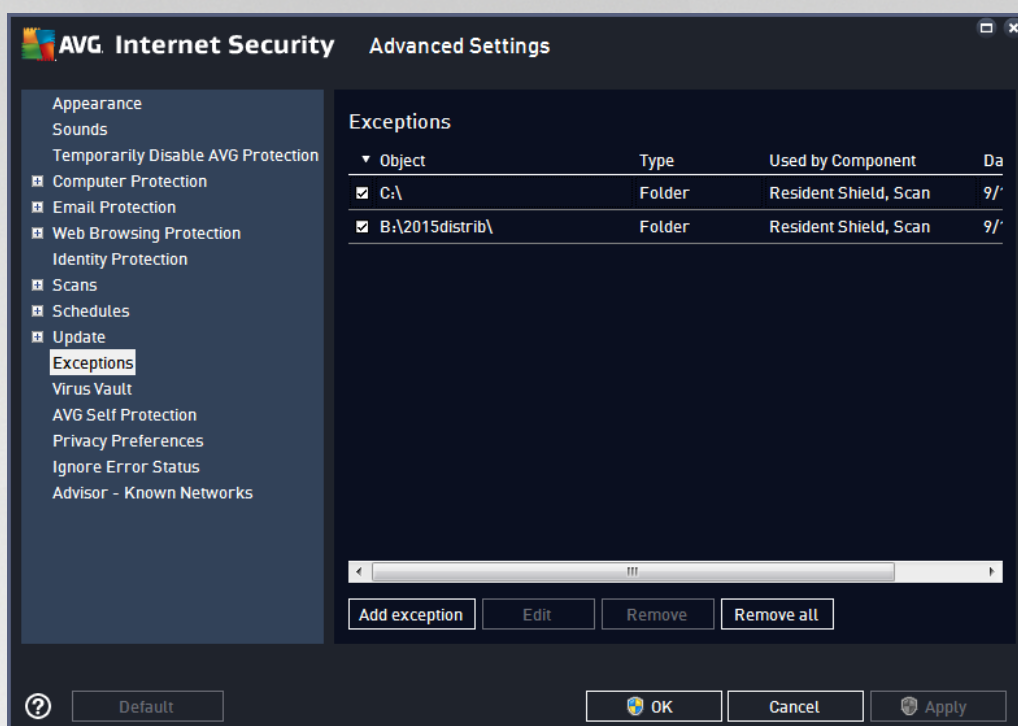 AVG. Internet Security Advanced Settings
Appearance
Sounds
Temporarily Disable AVG Protection
Computer Protection
Email Protection
Web Browsing Protection
Identity Protection
Scans
Schedules
Update
Exceptions
Virus Vault
AVG Self Protection
Privacy Preferences
Ignore Error Status
Advisor - Known Networks
Exceptions
Object Type Used by Component Da
C:\ Folder Resident Shield, Scan 9/
B:\2015distrib\ Folder Resident Shield, Scan 9/
Add exception Edit Remove Remove all
Default OK Cancel Apply